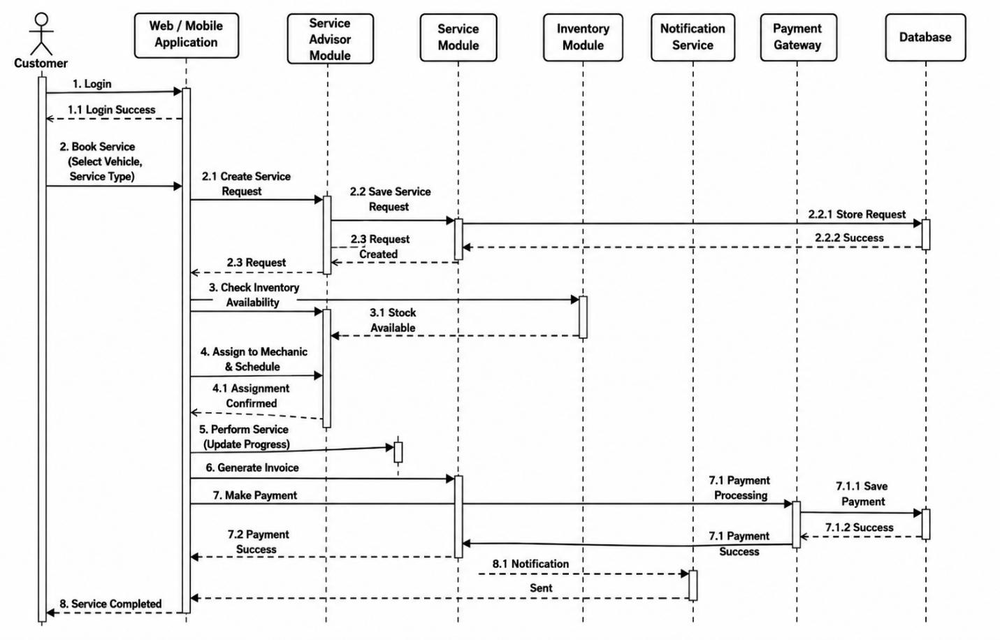 Customer
Web / Mobile
Application
Service
Advisor
Module
Service
Module
Inventory
Module
Notification
Service
Payment
Gateway
Database
1. Login
1.1 Login Success
2. Book Service
(Select Vehicle,
Service Type)
2.1 Create Service
Request
2.2 Save Service
Request
2.2.1 Store Request
2.2.2 Success
2.3 Request
Created
2.3 Request
3. Check Inventory
Availability
3.1 Stock
Available
4. Assign to Mechanic
& Schedule
4.1 Assignment
Confirmed
5. Perform Service
(Update Progress)
6. Generate Invoice
7. Make Payment
7.1 Payment
Processing
7.1.1 Save
Payment
7.1.2 Success
7.1 Payment
Success
7.2 Payment
Success
8.1 Notification
Sent
8. Service Completed